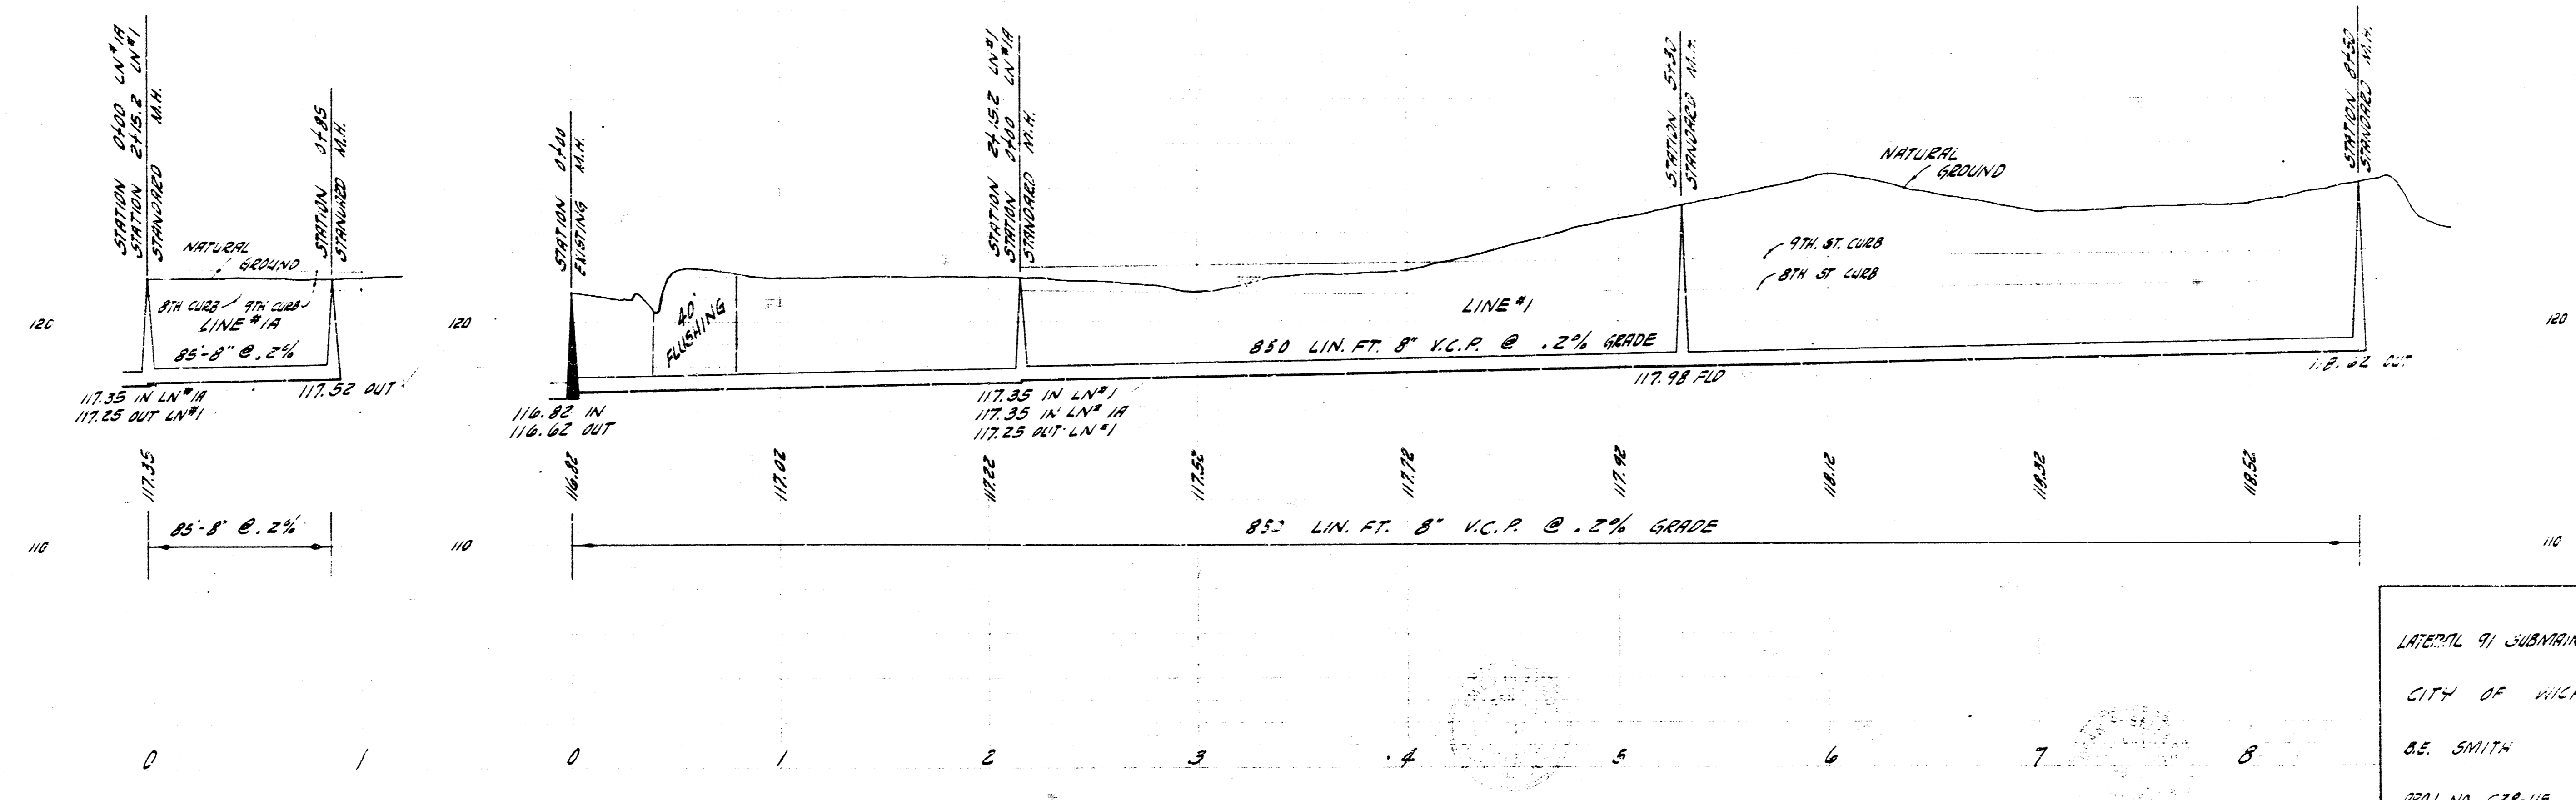 STATION 0+00 LN#1A
STATION 2+15.2 LN#1
STANDARD M.H.
STATION 0+85
STANDARD M.H.
NATURAL
GROUND
8TH CURB 9TH CURB
LINE #1A
85'-8" @ .2%
120
117.35 IN LN#1A
117.25 OUT LN#1
117.52 OUT
117.35
85'-8" @ .2%
110
0 1
STATION 0+00
EXISTING M.H.
40'
FLUSHING
120
116.82 IN
116.62 OUT
STATION 2+15.2 LN#1
STATION 0+00 LN#1A
STANDARD M.H.
117.35 IN LN#1
117.35 IN LN#1A
117.25 OUT LN#1
LINE #1
850 LIN. FT. 8" V.C.P. @ .2% GRADE
STATION 5+30
STANDARD M.H.
117.98 FLO
NATURAL
GROUND
9TH. ST. CURB
8TH ST CURB
STATION 8+50
STANDARD M.H.
118.62 OUT
120
116.82 117.02 117.22 117.52 117.72 117.92 118.12 118.32 118.52
110
850 LIN. FT. 8" V.C.P. @ .2% GRADE
110
0 1 2 3 4 5 6 7 8
LATERAL 91 SUBMAIN
CITY OF
B.E. SMITH
PROJ. NO.